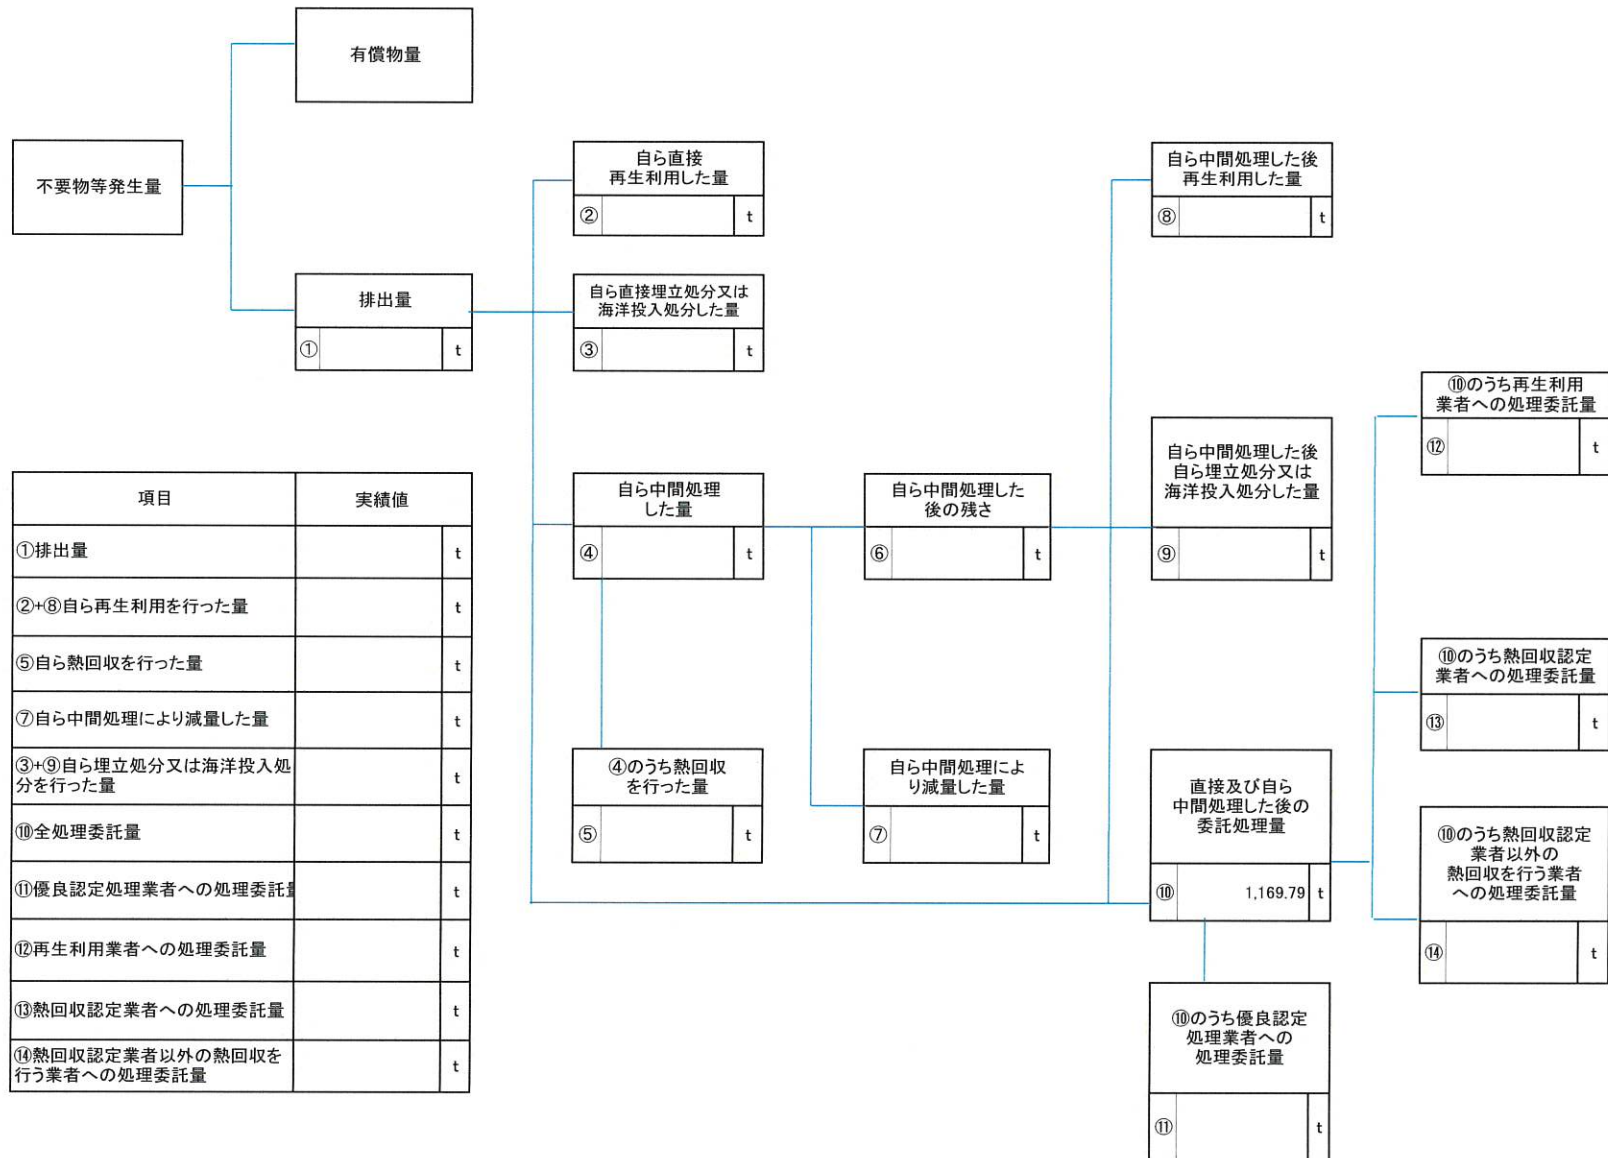 有償物量
不要物等発生量
排出量
① t
自ら直接
再生利用した量
② t
自ら直接埋立処分又は
海洋投入処分した量
③ t
自ら中間処理
した量
④ t
④のうち熱回収
を行った量
⑤ t
自ら中間処理した
後の残さ
⑥ t
自ら中間処理によ
り減量した量
⑦ t
自ら中間処理した後
再生利用した量
⑧ t
自ら中間処理した後
自ら埋立処分又は
海洋投入処分した量
⑨ t
直接及び自ら
中間処理した後の
委託処理量
⑩ 1,169.79 t
⑩のうち優良認定
処理業者への
処理委託量
⑪ t
⑩のうち再生利用
業者への処理委託量
⑫ t
⑩のうち熱回収認定
業者への処理委託量
⑬ t
⑩のうち熱回収認定
業者以外の
熱回収を行う業者
への処理委託量
⑭ t
項目 実績値
①排出量 t
②+⑧自ら再生利用を行った量 t
⑤自ら熱回収を行った量 t
⑦自ら中間処理により減量した量 t
③+⑨自ら埋立処分又は海洋投入処
分を行った量 t
⑩全処理委託量 t
⑪優良認定処理業者への処理委託量 t
⑫再生利用業者への処理委託量 t
⑬熱回収認定業者への処理委託量 t
⑭熱回収認定業者以外の熱回収を
行う業者への処理委託量 t